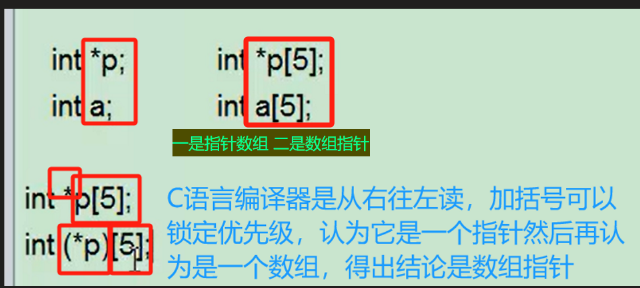 int *p; int *p[5];
int a; int a[5];
一是指针数组 二是数组指针
int *p[5];
int (*p)[5];
C语言编译器是从右往左读，加括号可以
锁定优先级，认为它是一个指针然后再认
为是一个数组，得出结论是数组指针